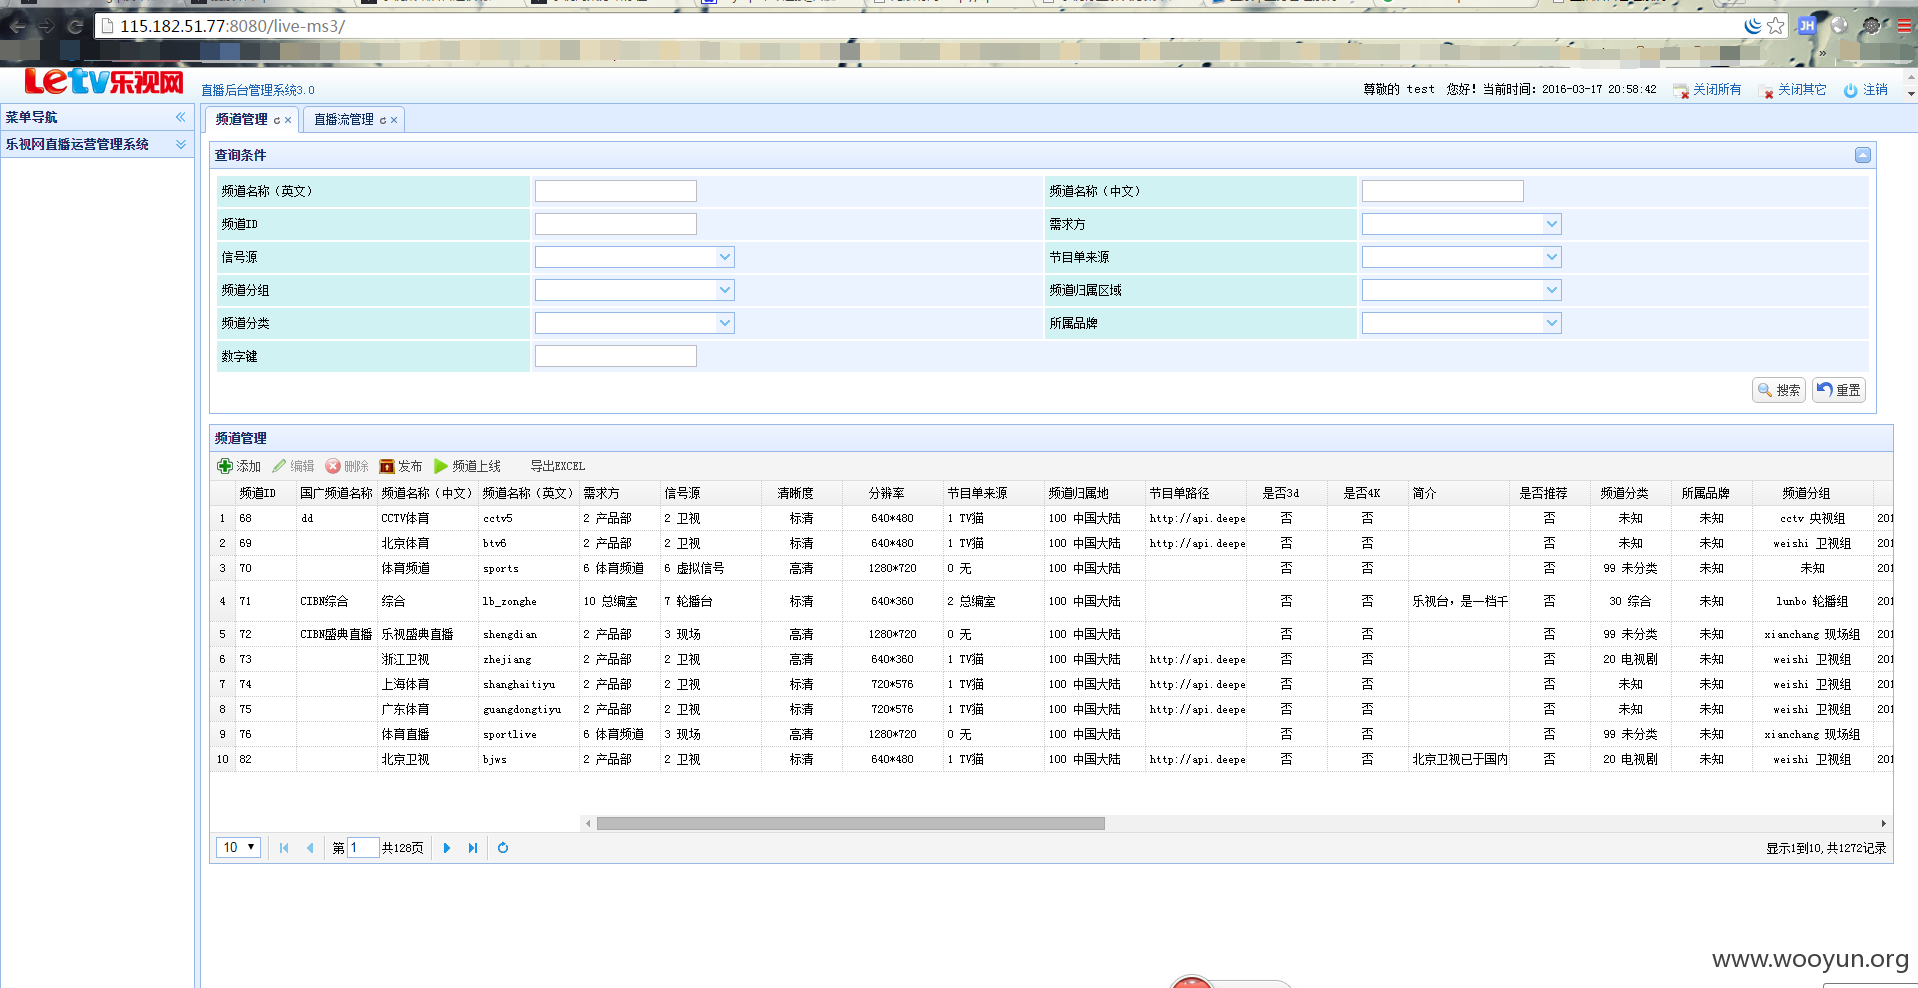 115.182.51.77:8080/live-ms3/
Letv乐视网 直播后台管理系统3.0 尊敬的 test 您好！当前时间：2016-03-17 20:58:42 关闭所有 关闭其它 注销
菜单导航
乐视网直播运营管理系统
频道管理 直播流管理
查询条件
频道名称（英文） 频道名称（中文）
频道ID 需求方
信号源 节目单来源
频道分组 频道归属区域
频道分类 所属品牌
数字键
搜索 重置
频道管理
添加 编辑 删除 发布 频道上线 导出EXCEL
频道ID 国广频道名称 频道名称（中文） 频道名称（英文） 需求方 信号源 清晰度 分辨率 节目单来源 频道归属地 节目单路径 是否3d 是否4K 简介 是否推荐 频道分类 所属品牌 频道分组
1 68 dd CCTV体育 cctv5 2 产品部 2 卫视 标清 640*480 1 TV猫 100 中国大陆 http://api.deepe 否 否 否 未知 未知 cctv 央视组 201
2 69 北京体育 btv6 2 产品部 2 卫视 标清 640*480 1 TV猫 100 中国大陆 http://api.deepe 否 否 否 未知 未知 weishi 卫视组 201
3 70 体育频道 sports 6 体育频道 6 虚拟信号 高清 1280*720 0 无 100 中国大陆 否 否 否 99 未分类 未知 未知 201
4 71 CIBN综合 综合 lb_zonghe 10 总编室 7 轮播台 标清 640*360 2 总编室 100 中国大陆 否 否 乐视台，是一档千 否 30 综合 未知 lunbo 轮播组 201
5 72 CIBN盛典直播 乐视盛典直播 shengdian 2 产品部 3 现场 高清 1280*720 0 无 100 中国大陆 否 否 否 99 未分类 未知 xianchang 现场组 201
6 73 浙江卫视 zhejiang 2 产品部 2 卫视 高清 640*360 1 TV猫 100 中国大陆 http://api.deepe 否 否 否 20 电视剧 未知 weishi 卫视组 201
7 74 上海体育 shanghaitiyu 2 产品部 2 卫视 标清 720*576 1 TV猫 100 中国大陆 http://api.deepe 否 否 否 未知 未知 weishi 卫视组 201
8 75 广东体育 guangdongtiyu 2 产品部 2 卫视 标清 720*576 1 TV猫 100 中国大陆 http://api.deepe 否 否 否 未知 未知 weishi 卫视组 201
9 76 体育直播 sportlive 6 体育频道 3 现场 高清 1280*720 0 无 100 中国大陆 否 否 否 99 未分类 未知 xianchang 现场组
10 82 北京卫视 bjws 2 产品部 2 卫视 标清 640*480 1 TV猫 100 中国大陆 http://api.deepe 否 否 北京卫视已于国内 否 20 电视剧 未知 weishi 卫视组 201
10 第 1 共128页 显示1到10,共1272记录
www.wooyun.org